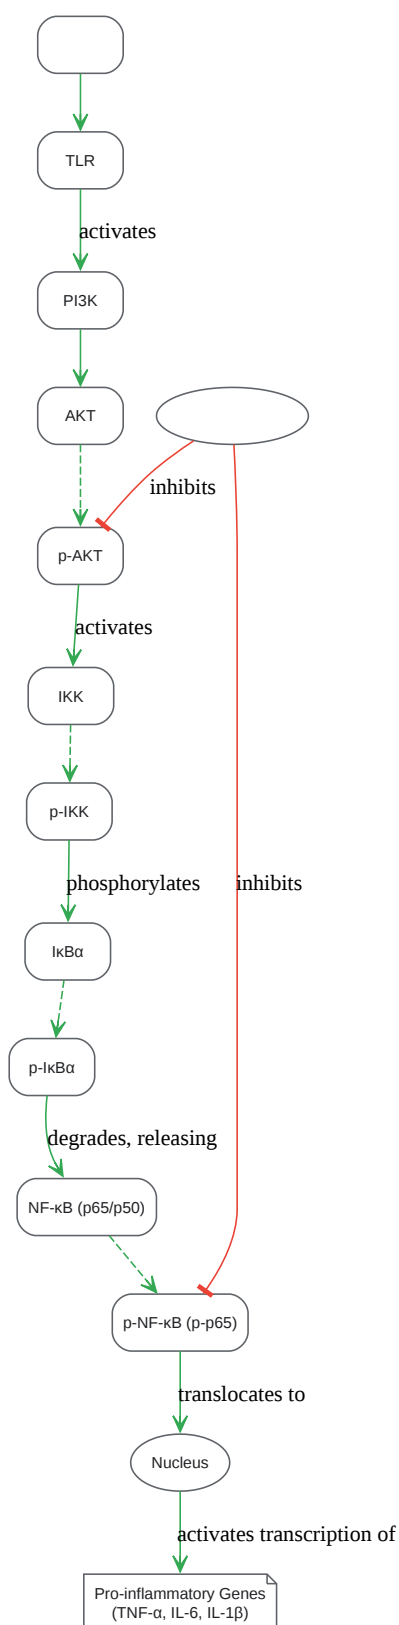 TLR
activates
PI3K
AKT
inhibits
p-AKT
activates
IKK
p-IKK
phosphorylates
inhibits
IκBα
p-IκBα
degrades, releasing
NF-κB (p65/p50)
p-NF-κB (p-p65)
translocates to
Nucleus
activates transcription of
Pro-inflammatory Genes
(TNF-α, IL-6, IL-1β)